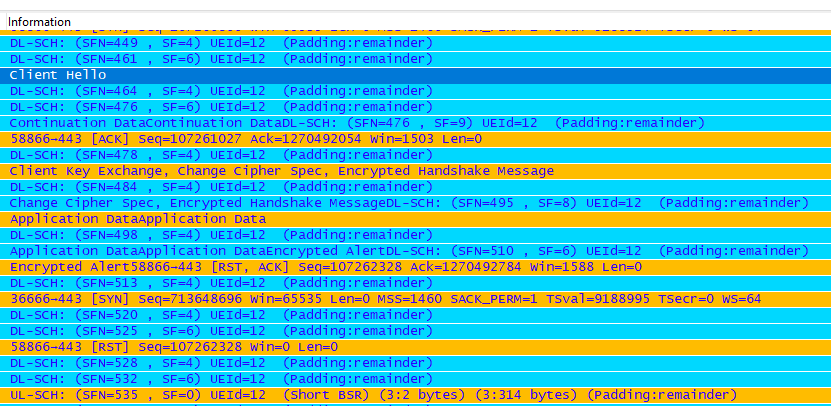 Information
DL-SCH: (SFN=449 , SF=4) UEId=12 (Padding:remainder)
DL-SCH: (SFN=461 , SF=6) UEId=12 (Padding:remainder)
Client Hello
DL-SCH: (SFN=464 , SF=4) UEId=12 (Padding:remainder)
DL-SCH: (SFN=476 , SF=6) UEId=12 (Padding:remainder)
Continuation DataContinuation DataDL-SCH: (SFN=476 , SF=9) UEId=12 (Padding:remainder)
58866→443 [ACK] Seq=107261027 Ack=1270492054 Win=1503 Len=0
DL-SCH: (SFN=478 , SF=4) UEId=12 (Padding:remainder)
Client Key Exchange, Change Cipher Spec, Encrypted Handshake Message
DL-SCH: (SFN=484 , SF=4) UEId=12 (Padding:remainder)
Change Cipher Spec, Encrypted Handshake MessageDL-SCH: (SFN=495 , SF=8) UEId=12 (Padding:remainder)
Application DataApplication Data
DL-SCH: (SFN=498 , SF=4) UEId=12 (Padding:remainder)
Application DataApplication DataEncrypted AlertDL-SCH: (SFN=510 , SF=6) UEId=12 (Padding:remainder)
Encrypted Alert58866→443 [RST, ACK] Seq=107262328 Ack=1270492784 Win=1588 Len=0
DL-SCH: (SFN=513 , SF=4) UEId=12 (Padding:remainder)
36666→443 [SYN] Seq=713648696 Win=65535 Len=0 MSS=1460 SACK_PERM=1 TSval=9188995 TSecr=0 WS=64
DL-SCH: (SFN=520 , SF=4) UEId=12 (Padding:remainder)
DL-SCH: (SFN=525 , SF=6) UEId=12 (Padding:remainder)
58866→443 [RST] Seq=107262328 Win=0 Len=0
DL-SCH: (SFN=528 , SF=4) UEId=12 (Padding:remainder)
DL-SCH: (SFN=532 , SF=6) UEId=12 (Padding:remainder)
UL-SCH: (SFN=535 , SF=0) UEId=12 (Short BSR) (3:2 bytes) (3:314 bytes) (Padding:remainder)